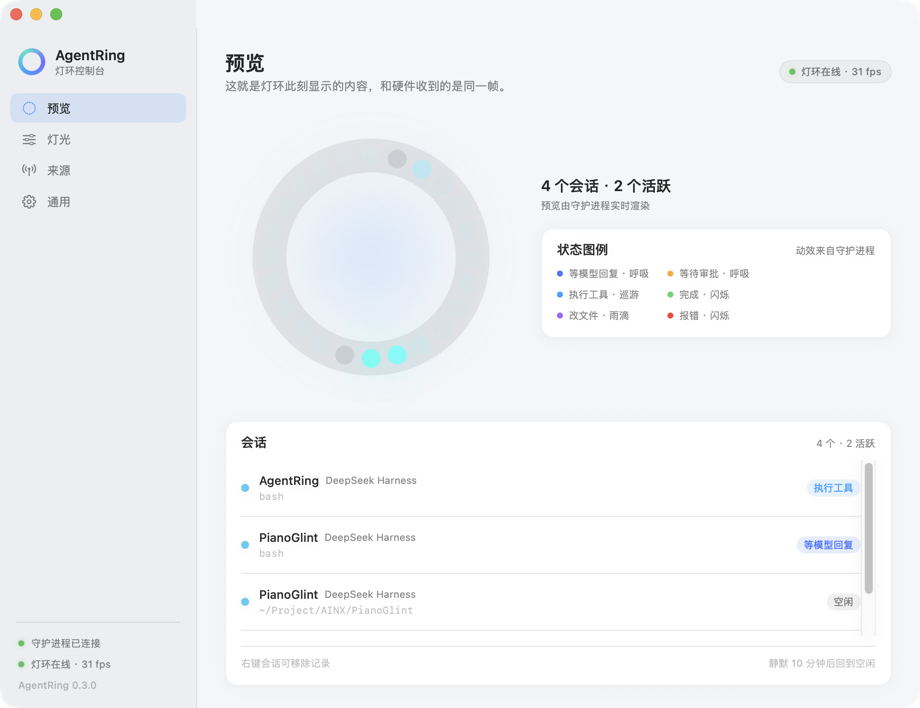 AgentRing
灯环控制台
预览
灯光
来源
通用
守护进程已连接
灯环在线 · 31 fps
AgentRing 0.3.0
预览
这就是灯环此刻显示的内容，和硬件收到的是同一帧。
灯环在线 · 31 fps
4 个会话 · 2 个活跃
预览由守护进程实时渲染
状态图例 动效来自守护进程
等模型回复 · 呼吸 等待审批 · 呼吸
执行工具 · 巡游 完成 · 闪烁
改文件 · 雨滴 报错 · 闪烁
会话 4 个 · 2 活跃
AgentRing DeepSeek Harness
bash
执行工具
PianoGlint DeepSeek Harness
bash
等模型回复
PianoGlint DeepSeek Harness
~/Project/AINX/PianoGlint
空闲
右键会话可移除记录 静默 10 分钟后回到空闲